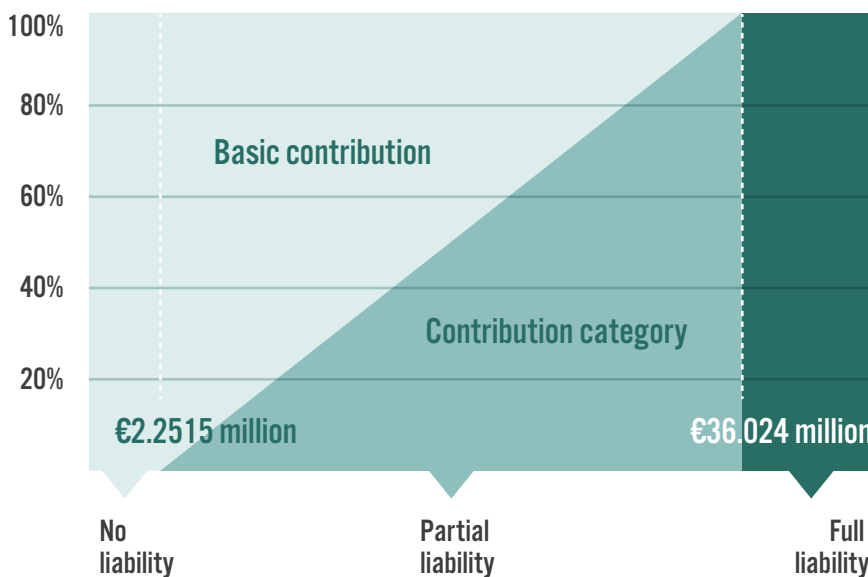 100%
80%
Basic contribution
60%
40%
Contribution category
20%
€2.2515 million
€36.024 million
No
liability
Partial
liability
Full
liability